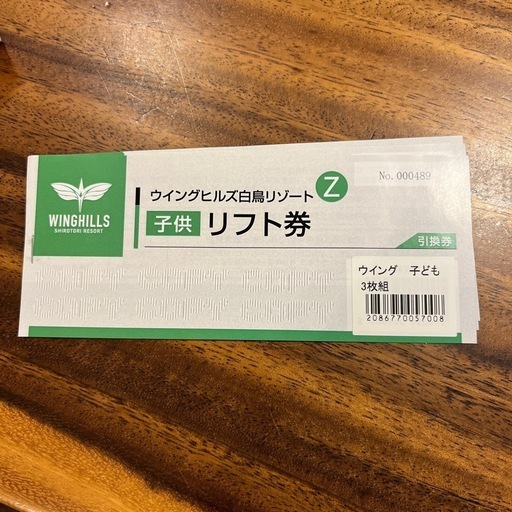 WINGHILLS
SHIROTORI RESORT
ウイングヒルズ白鳥リゾート Z
子供 リフト券
No. 000489
引換券
ウイング 子ども
3枚組
2086770057008